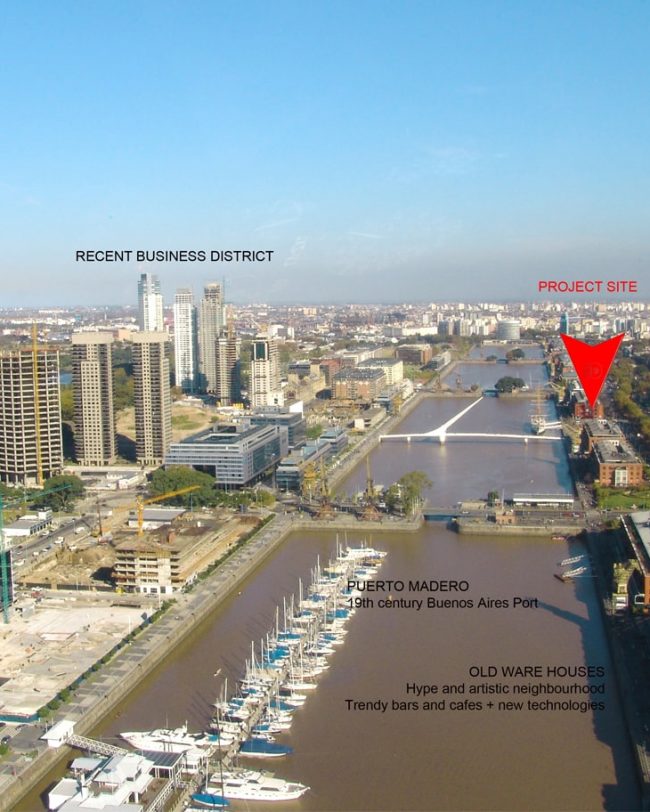 RECENT BUSINESS DISTRICT
PROJECT SITE
PUERTO MADERO
19th century Buenos Aires Port
OLD WARE HOUSES
Hype and artistic neighbourhood
Trendy bars and cafes + new technologies